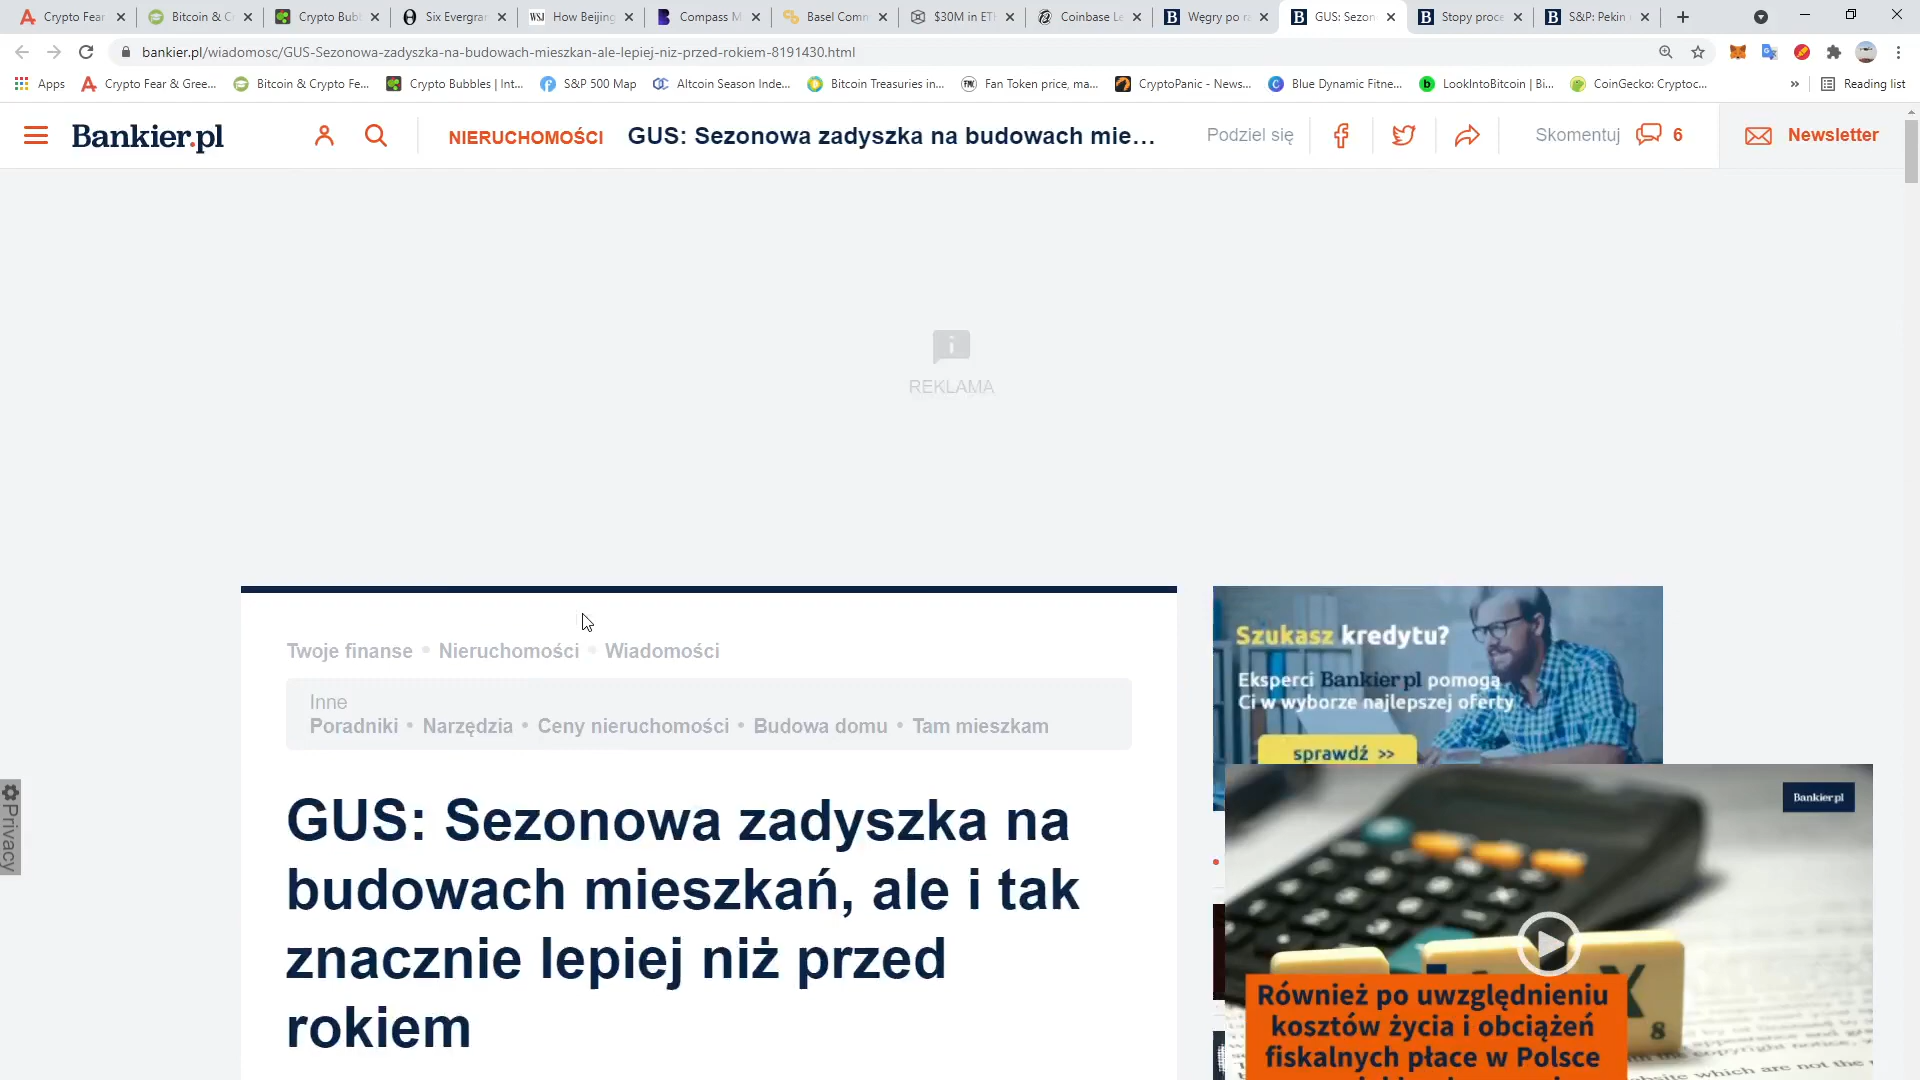 Crypto Fear
Bitcoin & C
Crypto Bub
Six Evergrar
WSJ How Beijing
Compass M
Basel Comn
$30M in ETH
Coinbase Le
Węgry po ra
GUS: Sezon
Stopy proce
S&P: Pekin
bankier.pl/wiadomosc/GUS-Sezonowa-zadyszka-na-budowach-mieszkan-ale-lepiej-niz-przed-rokiem-8191430.html
Apps
Crypto Fear & Gree...
Bitcoin & Crypto Fe...
Crypto Bubbles | Int...
S&P 500 Map
Altcoin Season Inde...
Bitcoin Treasuries in...
Fan Token price, ma...
CryptoPanic - News...
Blue Dynamic Fitne...
LookIntoBitcoin | Bi...
CoinGecko: Cryptoc...
Reading list
Bankier.pl
NIERUCHOMOŚCI
GUS: Sezonowa zadyszka na budowach mie...
Podziel się
Skomentuj 6
Newsletter
REKLAMA
Twoje finanse • Nieruchomości • Wiadomości
Inne
Poradniki • Narzędzia • Ceny nieruchomości • Budowa domu • Tam mieszkam
GUS: Sezonowa zadyszka na
budowach mieszkań, ale i tak
znacznie lepiej niż przed
rokiem
Szukasz kredytu?
Eksperci Bankier.pl pomogą
Ci w wyborze najlepszej oferty
sprawdź >>
Bankier.pl
X
8
Również po uwzględnieniu
kosztów życia i obciążeń
fiskalnych płace w Polsce
Privacy